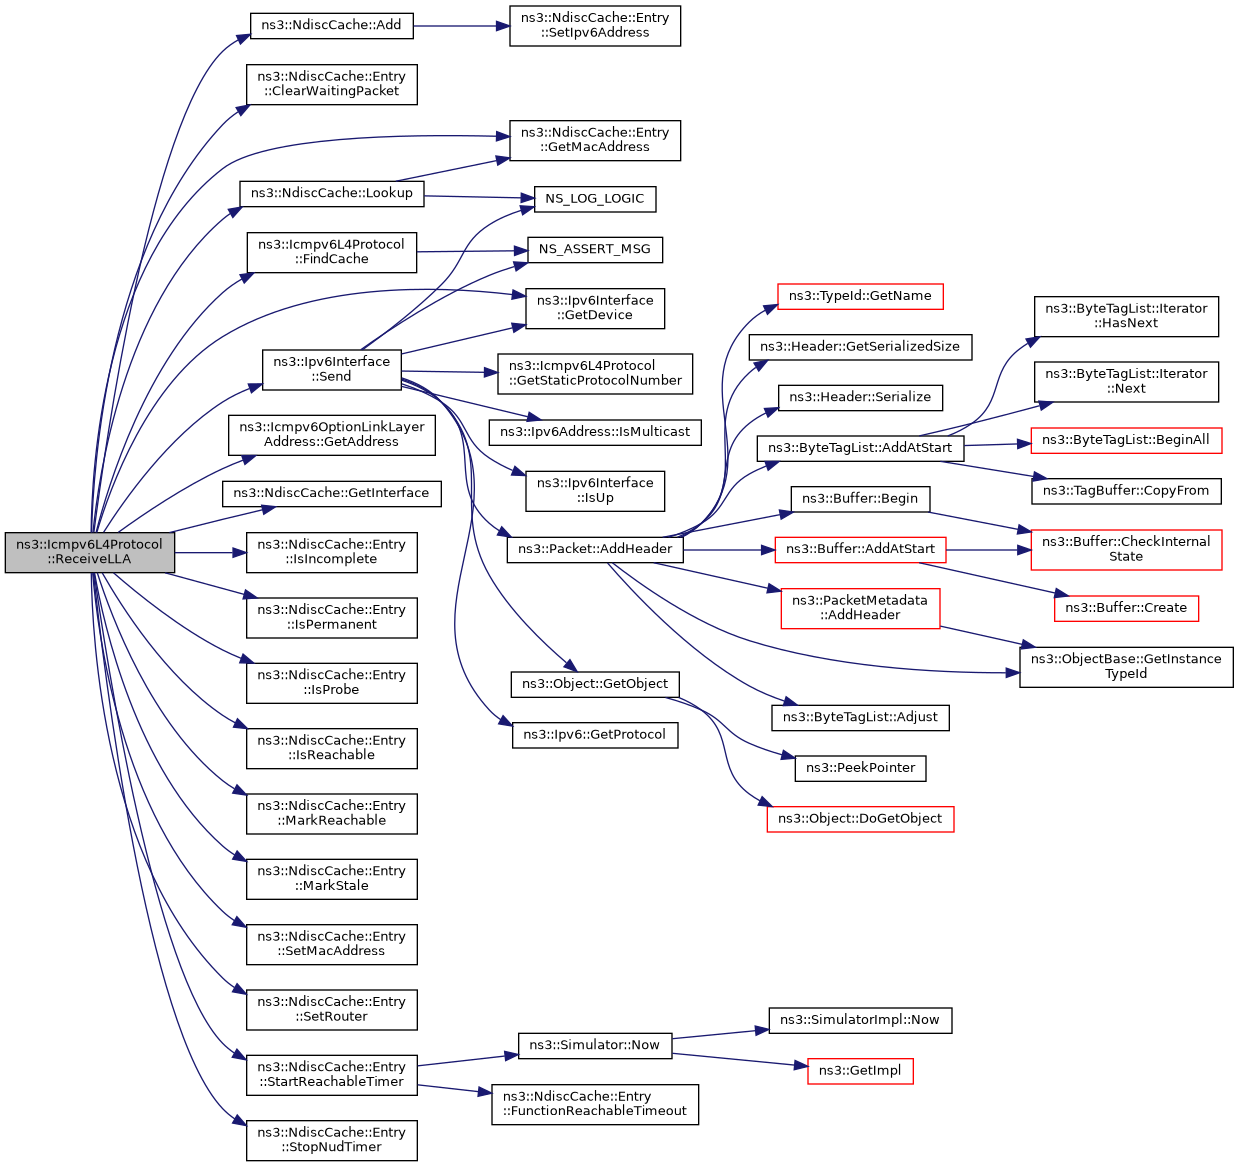 ns3::Icmpv6L4Protocol
::ReceiveLLA
ns3::NdiscCache::Add
ns3::NdiscCache::Entry
::ClearWaitingPacket
ns3::NdiscCache::Lookup
ns3::Icmpv6L4Protocol
::FindCache
ns3::Ipv6Interface
::Send
ns3::Icmpv6OptionLinkLayer
Address::GetAddress
ns3::NdiscCache::GetInterface
ns3::NdiscCache::Entry
::IsIncomplete
ns3::NdiscCache::Entry
::IsPermanent
ns3::NdiscCache::Entry
::IsProbe
ns3::NdiscCache::Entry
::IsReachable
ns3::NdiscCache::Entry
::MarkReachable
ns3::NdiscCache::Entry
::MarkStale
ns3::NdiscCache::Entry
::SetMacAddress
ns3::NdiscCache::Entry
::SetRouter
ns3::NdiscCache::Entry
::StartReachableTimer
ns3::NdiscCache::Entry
::StopNudTimer
ns3::NdiscCache::Entry
::SetIpv6Address
ns3::NdiscCache::Entry
::GetMacAddress
NS_LOG_LOGIC
NS_ASSERT_MSG
ns3::Ipv6Interface
::GetDevice
ns3::Icmpv6L4Protocol
::GetStaticProtocolNumber
ns3::Ipv6Address::IsMulticast
ns3::Ipv6Interface
::IsUp
ns3::Packet::AddHeader
ns3::Object::GetObject
ns3::Ipv6::GetProtocol
ns3::Simulator::Now
ns3::NdiscCache::Entry
::FunctionReachableTimeout
ns3::TypeId::GetName
ns3::Header::GetSerializedSize
ns3::Header::Serialize
ns3::ByteTagList::AddAtStart
ns3::Buffer::Begin
ns3::Buffer::AddAtStart
ns3::PacketMetadata
::AddHeader
ns3::ByteTagList::Adjust
ns3::PeekPointer
ns3::Object::DoGetObject
ns3::SimulatorImpl::Now
ns3::GetImpl
ns3::ByteTagList::Iterator
::HasNext
ns3::ByteTagList::Iterator
::Next
ns3::ByteTagList::BeginAll
ns3::TagBuffer::CopyFrom
ns3::Buffer::CheckInternal
State
ns3::Buffer::Create
ns3::ObjectBase::GetInstance
TypeId